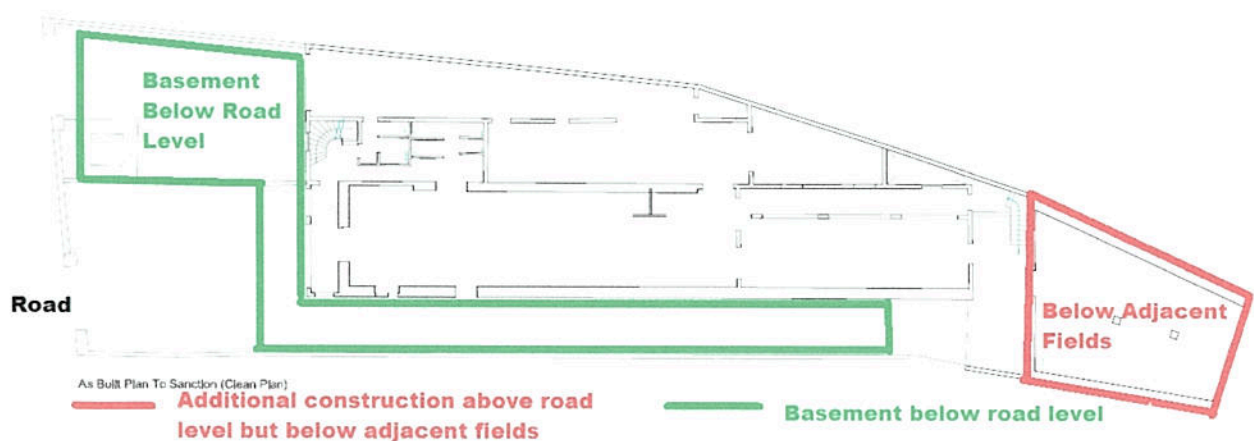 Basement
Below Road
Level
Road
Below Adjacent
Fields
As Built Plan To Sanction (Clean Plan)
Additional construction above road
level but below adjacent fields
Basement below road level